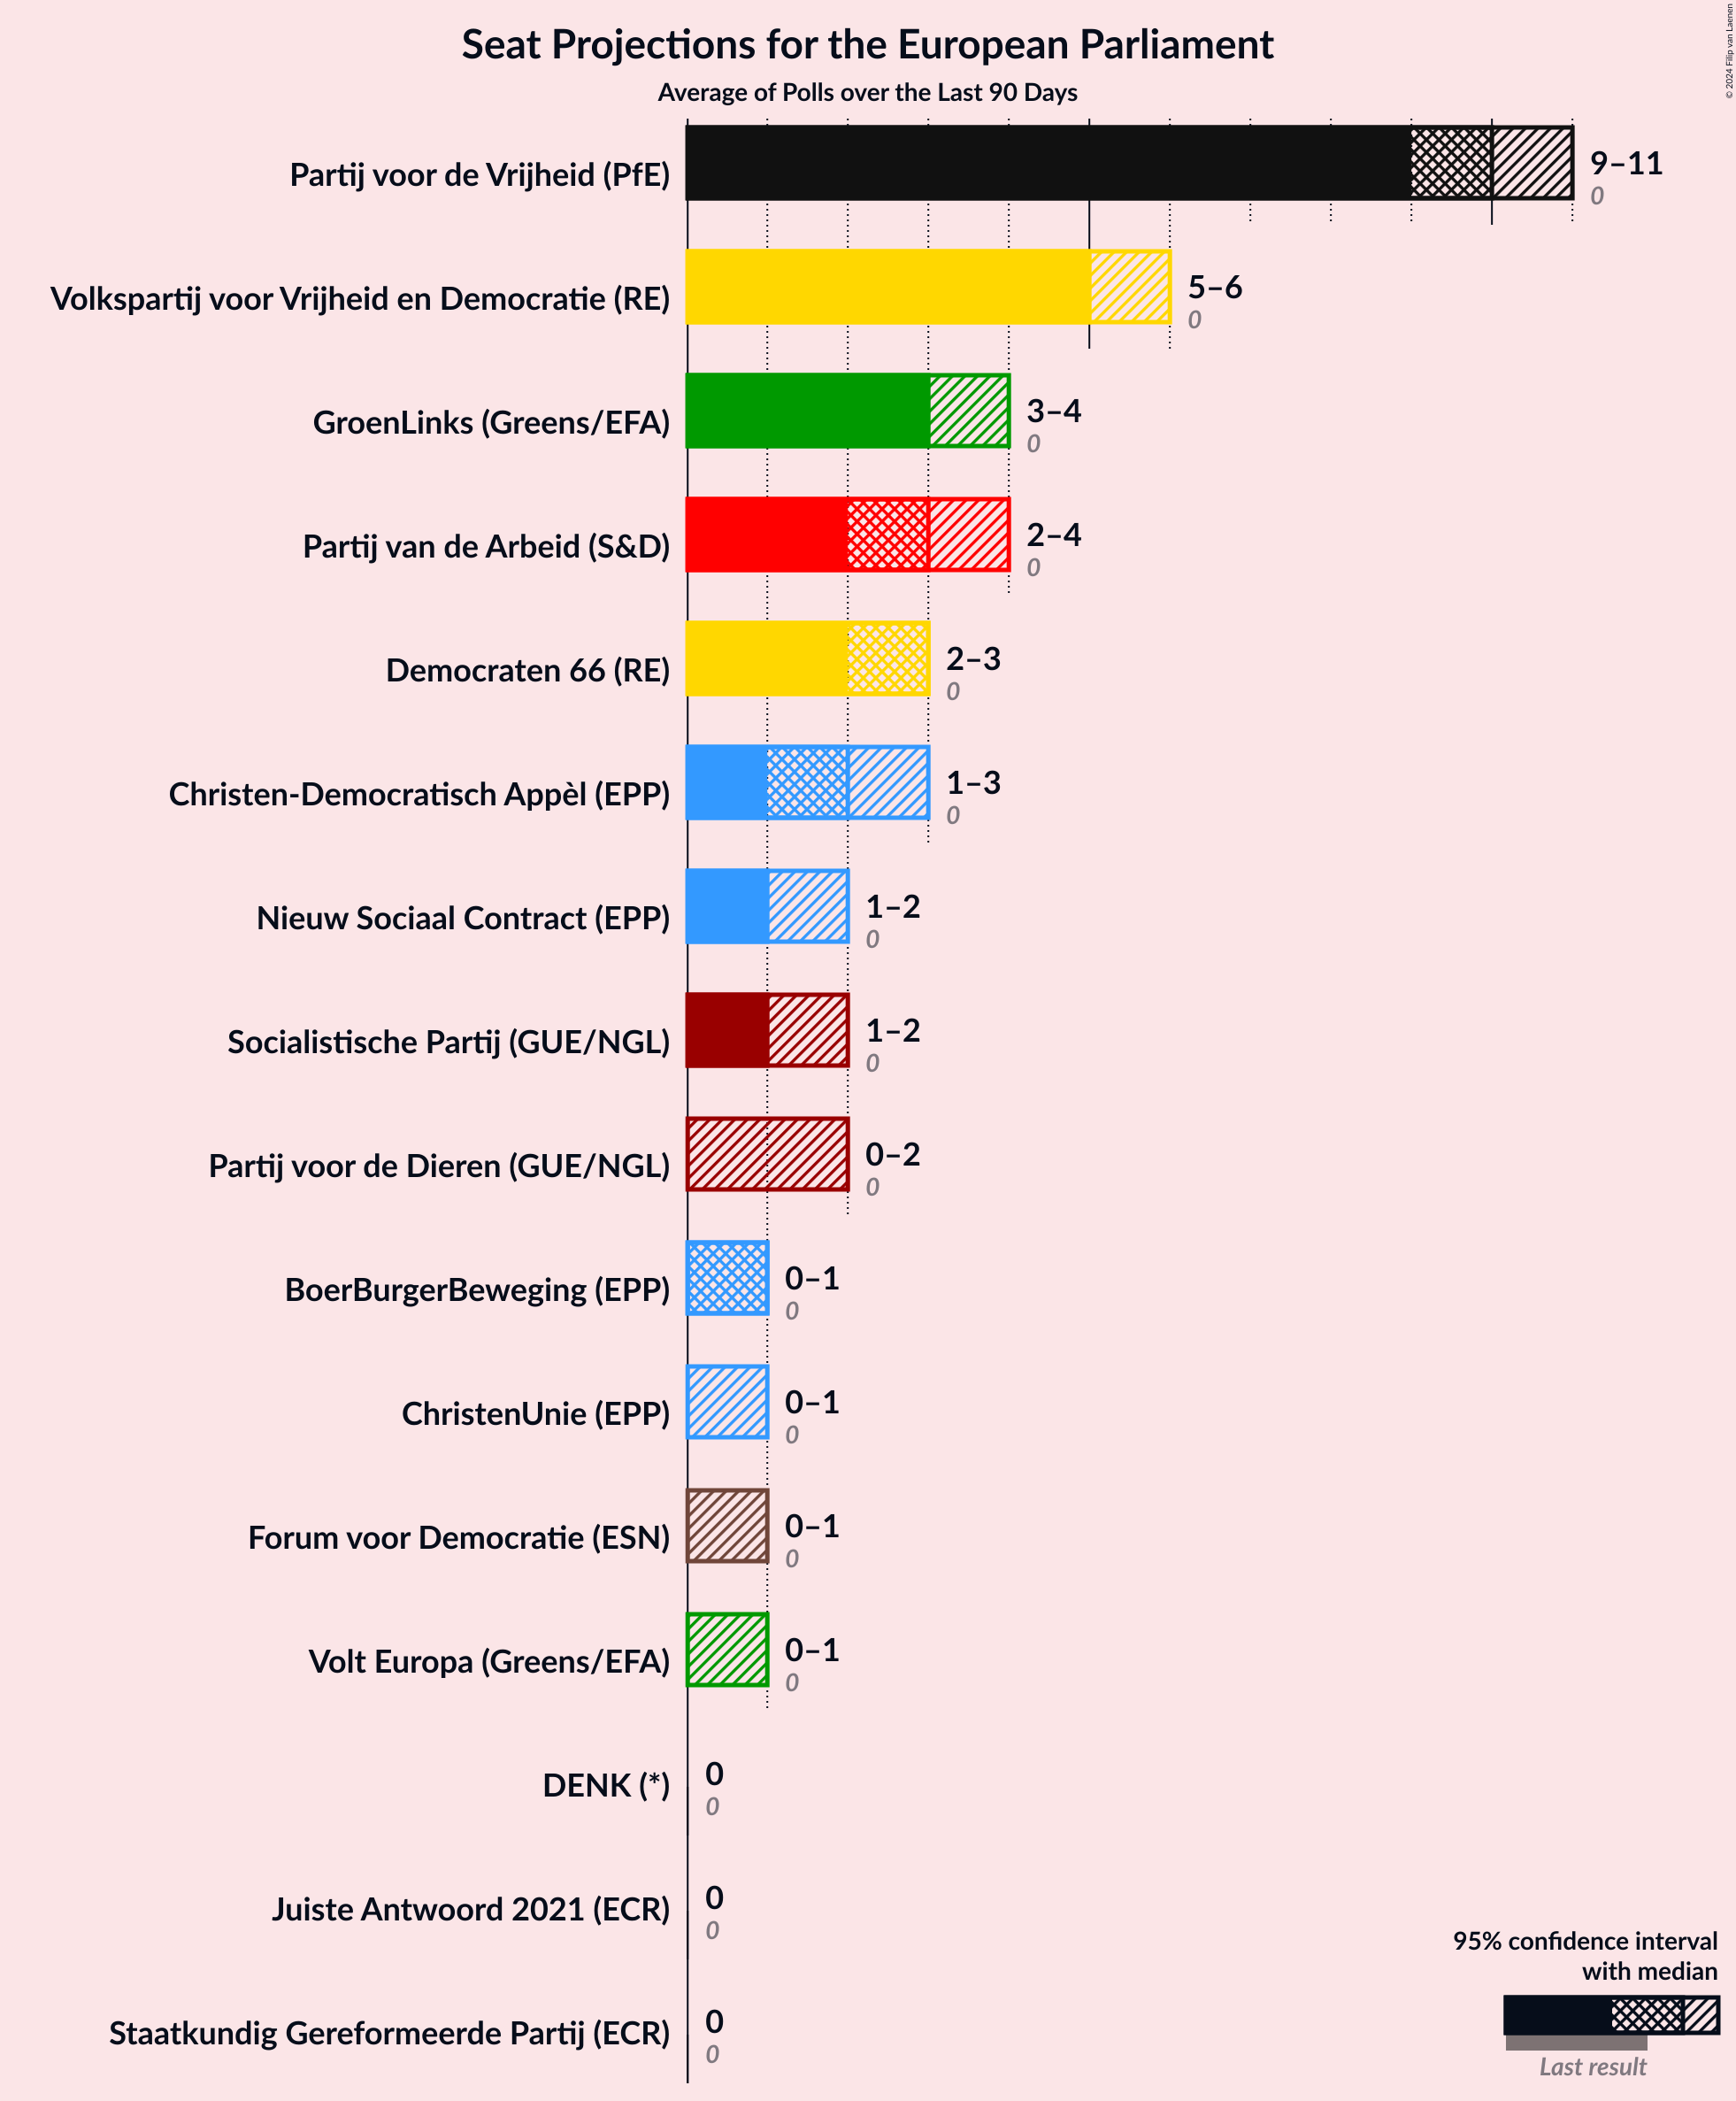 Seat Projections for the European Parliament
Average of Polls over the Last 90 Days
© 2024 Filip van Laenen
Partij voor de Vrijheid (PfE)
9–11
0
Volkspartij voor Vrijheid en Democratie (RE)
5–6
0
GroenLinks (Greens/EFA)
3–4
0
Partij van de Arbeid (S&D)
2–4
0
Democraten 66 (RE)
2–3
0
Christen-Democratisch Appèl (EPP)
1–3
0
Nieuw Sociaal Contract (EPP)
1–2
0
Socialistische Partij (GUE/NGL)
1–2
0
Partij voor de Dieren (GUE/NGL)
0–2
0
BoerBurgerBeweging (EPP)
0–1
0
ChristenUnie (EPP)
0–1
0
Forum voor Democratie (ESN)
0–1
0
Volt Europa (Greens/EFA)
0–1
0
DENK (*)
0
0
Juiste Antwoord 2021 (ECR)
0
0
Staatkundig Gereformeerde Partij (ECR)
0
0
95% confidence interval
with median
Last result